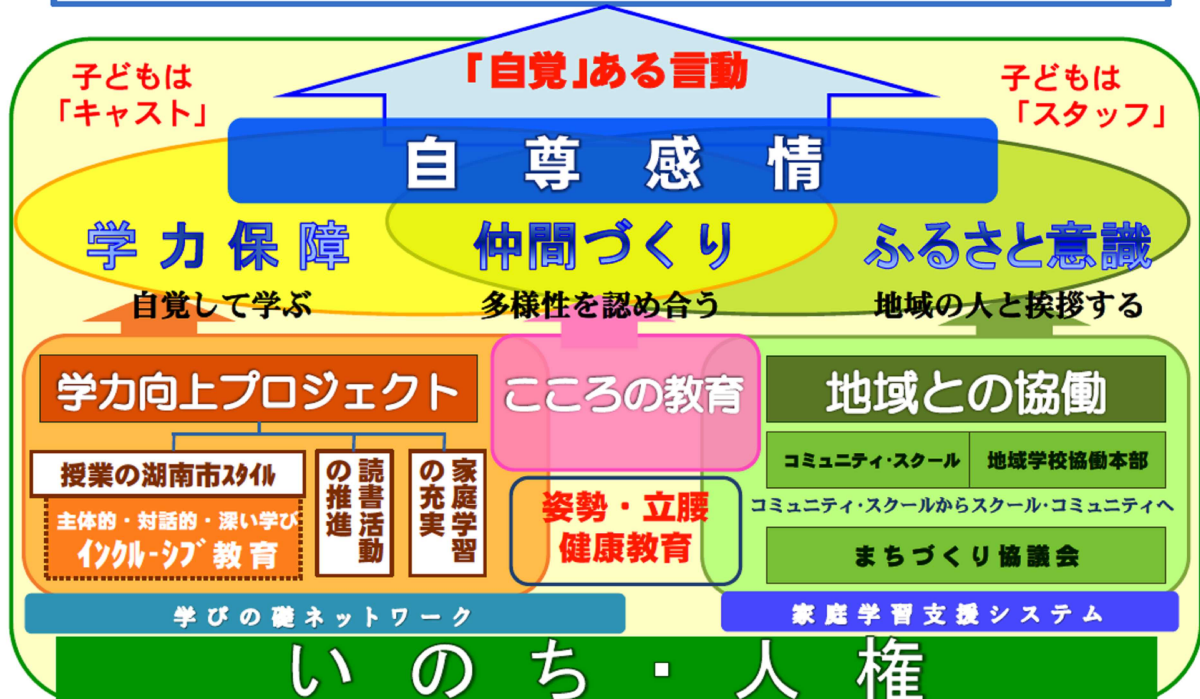 「自覚」ある言動
子どもは
「キャスト」
子どもは
「スタッフ」
自尊感情
学力保障
仲間づくり
ふるさと意識
自覚して学ぶ
多様性を認め合う
地域の人と挨拶する
学力向上プロジェクト
こころの教育
地域との協働
授業の湖南市スタイル
主体的・対話的・深い学び
インクルーシブ教育
読書活動
の推進
家庭学習
の充実
姿勢・立腰
健康教育
コミュニティ・スクール
地域学校協働本部
コミュニティ・スクールからスクール・コミュニティへ
まちづくり協議会
学びの礎ネットワーク
家庭学習支援システム
いのち・人権